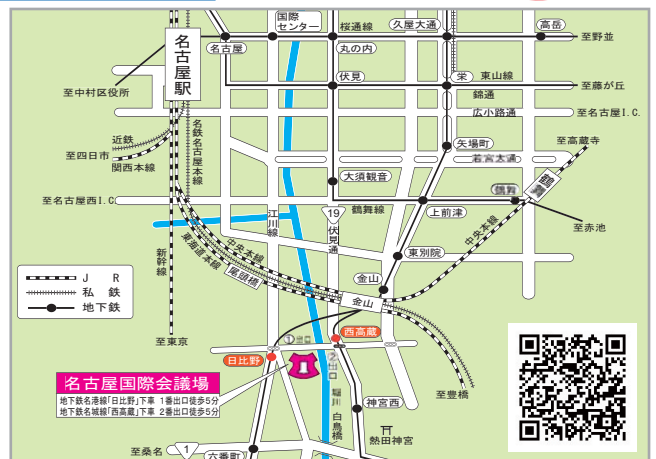 国際
センター
桜通線
久屋大通
高岳
至野並
名古屋
丸の内
名古屋駅
伏見
栄
東山線
至中村区役所
錦通
至藤が丘
広小路通
至名古屋I.C.
近鉄
名鉄名古屋本線
矢場町
至高蔵寺
至四日市
関西本線
若宮大通
大須観音
鶴舞
鶴舞
至名古屋西I.C
江川線
19
伏見通
鶴舞線
上前津
至赤池
中央本線
中央本線
東海道本線
新幹線
尾頭橋
東別院
金山
金山
J R
私 鉄
地下鉄
至東京
①出口
西高蔵
日比野
②出口
名古屋国際会議場
地下鉄名港線「日比野」下車 1番出口徒歩5分
地下鉄名城線「西高蔵」下車 2番出口徒歩5分
堀川
白鳥橋
神宮西
至豊橋
熱田神宮
至桑名
1
六番町